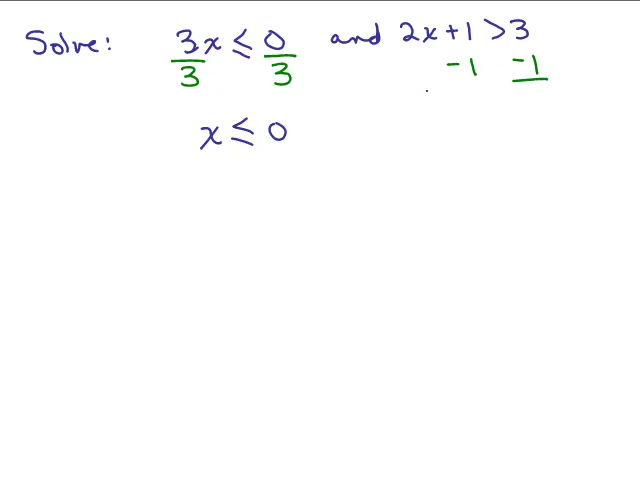 Solve: 3x ≤ 0 and 2x + 1 > 3
3 3 -1 -1
x ≤ 0